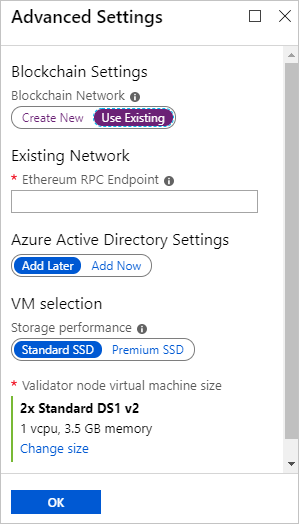 Advanced Settings
Blockchain Settings
Blockchain Network
Create New Use Existing
Existing Network
* Ethereum RPC Endpoint
Azure Active Directory Settings
Add Later Add Now
VM selection
Storage performance
Standard SSD Premium SSD
* Validator node virtual machine size
2x Standard DS1 v2
1 vcpu, 3.5 GB memory
Change size
OK